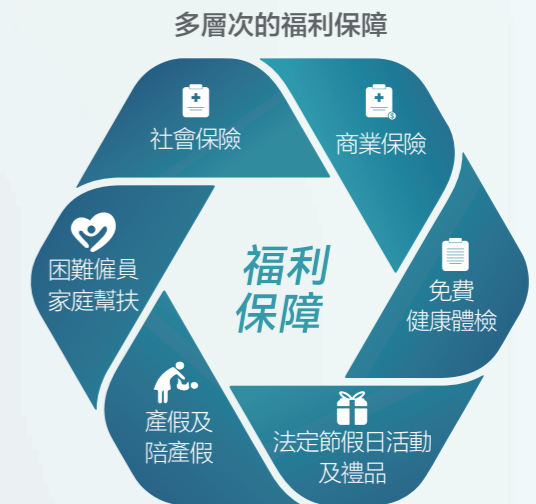 多層次的福利保障
社會保險
商業保險
困難僱員
家庭幫扶
福利
保障
免費
健康體檢
產假及
陪產假
法定節假日活動
及禮品